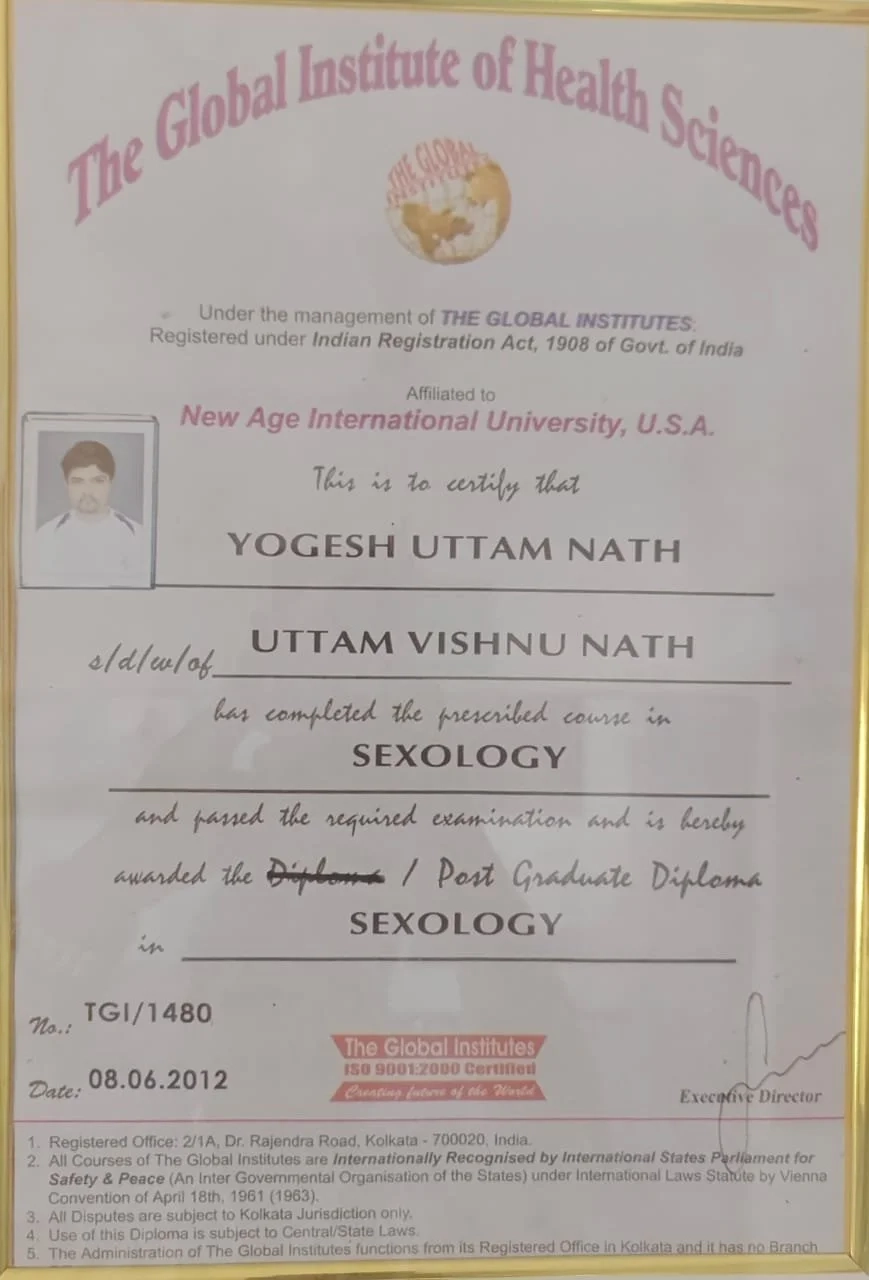 The Global Institute of Health Sciences
THE GLOBAL
INSTITUTES
Under the management of THE GLOBAL INSTITUTES.
Registered under Indian Registration Act, 1908 of Govt. of India
Affiliated to
New Age International University, U.S.A.
This is to certify that
YOGESH UTTAM NATH
s/d/w/of UTTAM VISHNU NATH
has completed the prescribed course in
SEXOLOGY
and passed the required examination and is hereby
awarded the Diploma / Post Graduate Diploma
in SEXOLOGY
No.: TGI/1480
Date: 08.06.2012
The Global Institutes
ISO 9001:2000 Certified
Creating future of the World
Executive Director
1. Registered Office: 2/1A, Dr. Rajendra Road, Kolkata - 700020, India.
2. All Courses of The Global Institutes are Internationally Recognised by International States Parliament for
Safety & Peace (An Inter Governmental Organisation of the States) under International Laws Statute by Vienna
Convention of April 18th, 1961 (1963).
3. All Disputes are subject to Kolkata Jurisdiction only.
4. Use of this Diploma is subject to Central/State Laws.
5. The Administration of The Global Institutes functions from its Registered Office in Kolkata and it has no Branch